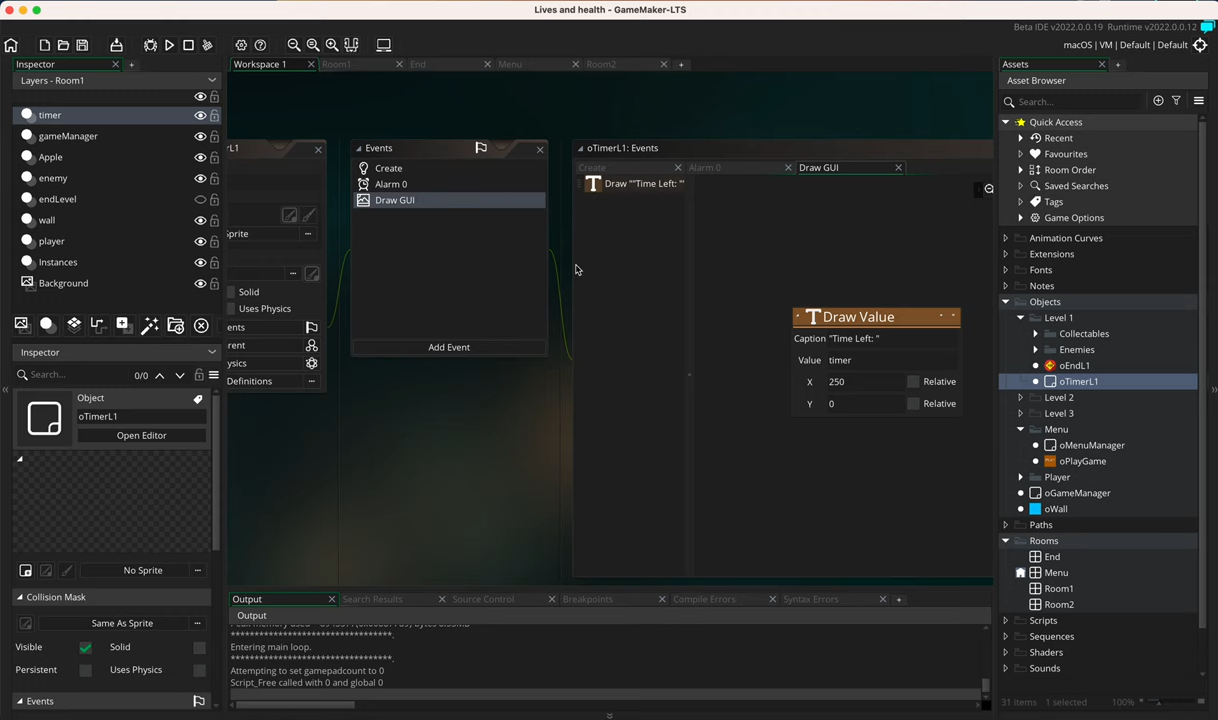 Lives and health - GameMaker-LTS
Beta IDE v2022.0.0.19 Runtime v2022.0.0.12
macOS | VM | Default | Default
Inspector
Layers - Room1
timer
gameManager
Apple
enemy
endLevel
wall
player
Instances
Background
Inspector
Search...
0/0
Object
oTimerL1
Open Editor
No Sprite
Collision Mask
Same As Sprite
Visible
Solid
Persistent
Uses Physics
Events
Workspace 1
Room1
End
Menu
Room2
rL1
Sprite
Solid
Uses Physics
ents
rent
ysics
Definitions
Events
Create
Alarm 0
Draw GUI
Add Event
oTimerL1: Events
Create
Alarm 0
Draw GUI
Draw ""Time Left: "'
Draw Value
Caption "Time Left: "
Value timer
X 250 Relative
Y 0 Relative
Output
Search Results
Source Control
Breakpoints
Compile Errors
Syntax Errors
Output
***********************************.
Entering main loop.
***********************************.
Attempting to set gamepadcount to 0
Script_Free called with 0 and global 0
Assets
Asset Browser
Search...
Quick Access
Recent
Favourites
Room Order
Saved Searches
Tags
Game Options
Animation Curves
Extensions
Fonts
Notes
Objects
Level 1
Collectables
Enemies
oEndL1
oTimerL1
Level 2
Level 3
Menu
oMenuManager
oPlayGame
Player
oGameManager
oWall
Paths
Rooms
End
Menu
Room1
Room2
Scripts
Sequences
Shaders
Sounds
31 items
1 selected
100%